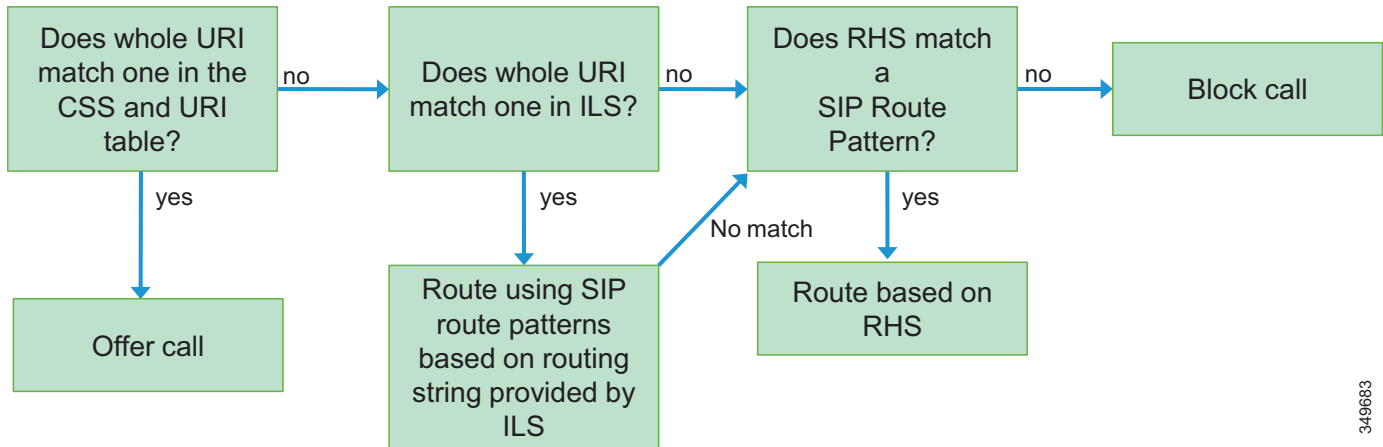 Does whole URI
match one in the
CSS and URI
table?
no
Does whole URI
match one in ILS?
no
Does RHS match
a
SIP Route
Pattern?
no
Block call
yes
yes
yes
No match
Offer call
Route using SIP
route patterns
based on routing
string provided by
ILS
Route based on
RHS
349683